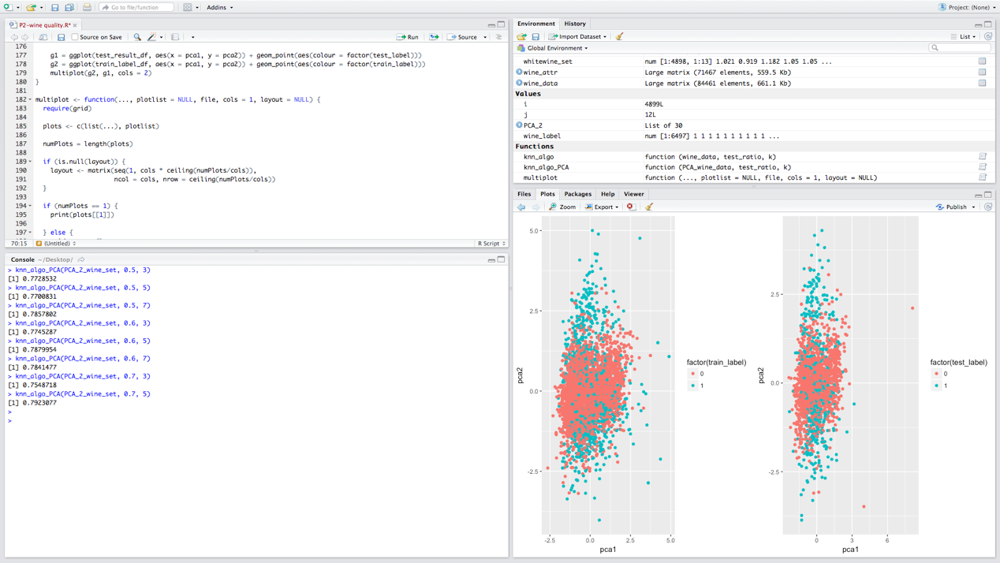 Go to file/function
Addins
Project: (None)
P2-wine quality.R*
Source on Save
Run
Source
176
177 g1 = ggplot(test_result_df, aes(x = pca1, y = pca2)) + geom_point(aes(colour = factor(test_label)))
178 g2 = ggplot(train_label_df, aes(x = pca1, y = pca2)) + geom_point(aes(colour = factor(train_label)))
179 multiplot(g2, g1, cols = 2)
180 }
181
182 multiplot <- function(..., plotlist = NULL, file, cols = 1, layout = NULL) {
183 require(grid)
184
185 plots <- c(list(...), plotlist)
186
187 numPlots = length(plots)
188
189 if (is.null(layout)) {
190 layout <- matrix(seq(1, cols * ceiling(numPlots/cols)),
191 ncol = cols, nrow = ceiling(numPlots/cols))
192 }
193
194 if (numPlots == 1) {
195 print(plots[[1]])
196
197 } else {
70:15 (Untitled) R Script
Console ~/Desktop/
> knn_algo_PCA(PCA_2_wine_set, 0.5, 3)
[1] 0.7728532
> knn_algo_PCA(PCA_2_wine_set, 0.5, 5)
[1] 0.7700831
> knn_algo_PCA(PCA_2_wine_set, 0.5, 7)
[1] 0.7857802
> knn_algo_PCA(PCA_2_wine_set, 0.6, 3)
[1] 0.7745287
> knn_algo_PCA(PCA_2_wine_set, 0.6, 5)
[1] 0.7879954
> knn_algo_PCA(PCA_2_wine_set, 0.6, 7)
[1] 0.7841477
> knn_algo_PCA(PCA_2_wine_set, 0.7, 3)
[1] 0.7548718
> knn_algo_PCA(PCA_2_wine_set, 0.7, 5)
[1] 0.7923077
>
>
Environment History
Import Dataset
List
Global Environment
whitewine_set num [1:4898, 1:13] 1.021 0.919 1.182 1.05 1.05 ...
wine_attr Large matrix (71467 elements, 559.5 Kb)
wine_data Large matrix (84461 elements, 661.1 Kb)
Values
i 4899L
j 12L
PCA_2 List of 30
wine_label num [1:6497] 1 1 1 1 1 1 1 1 1 1 ...
Functions
knn_algo function (wine_data, test_ratio, k)
knn_algo_PCA function (PCA_wine_data, test_ratio, k)
multiplot function (..., plotlist = NULL, file, cols = 1, layout = NULL)
Files Plots Packages Help Viewer
Zoom Export Publish
5.0
2.5
0.0
-2.5
pca2
-2.5 0.0 2.5 5.0
pca1
factor(train_label)
0
1
2.5
0.0
-2.5
pca2
0 3 6
pca1
factor(test_label)
0
1